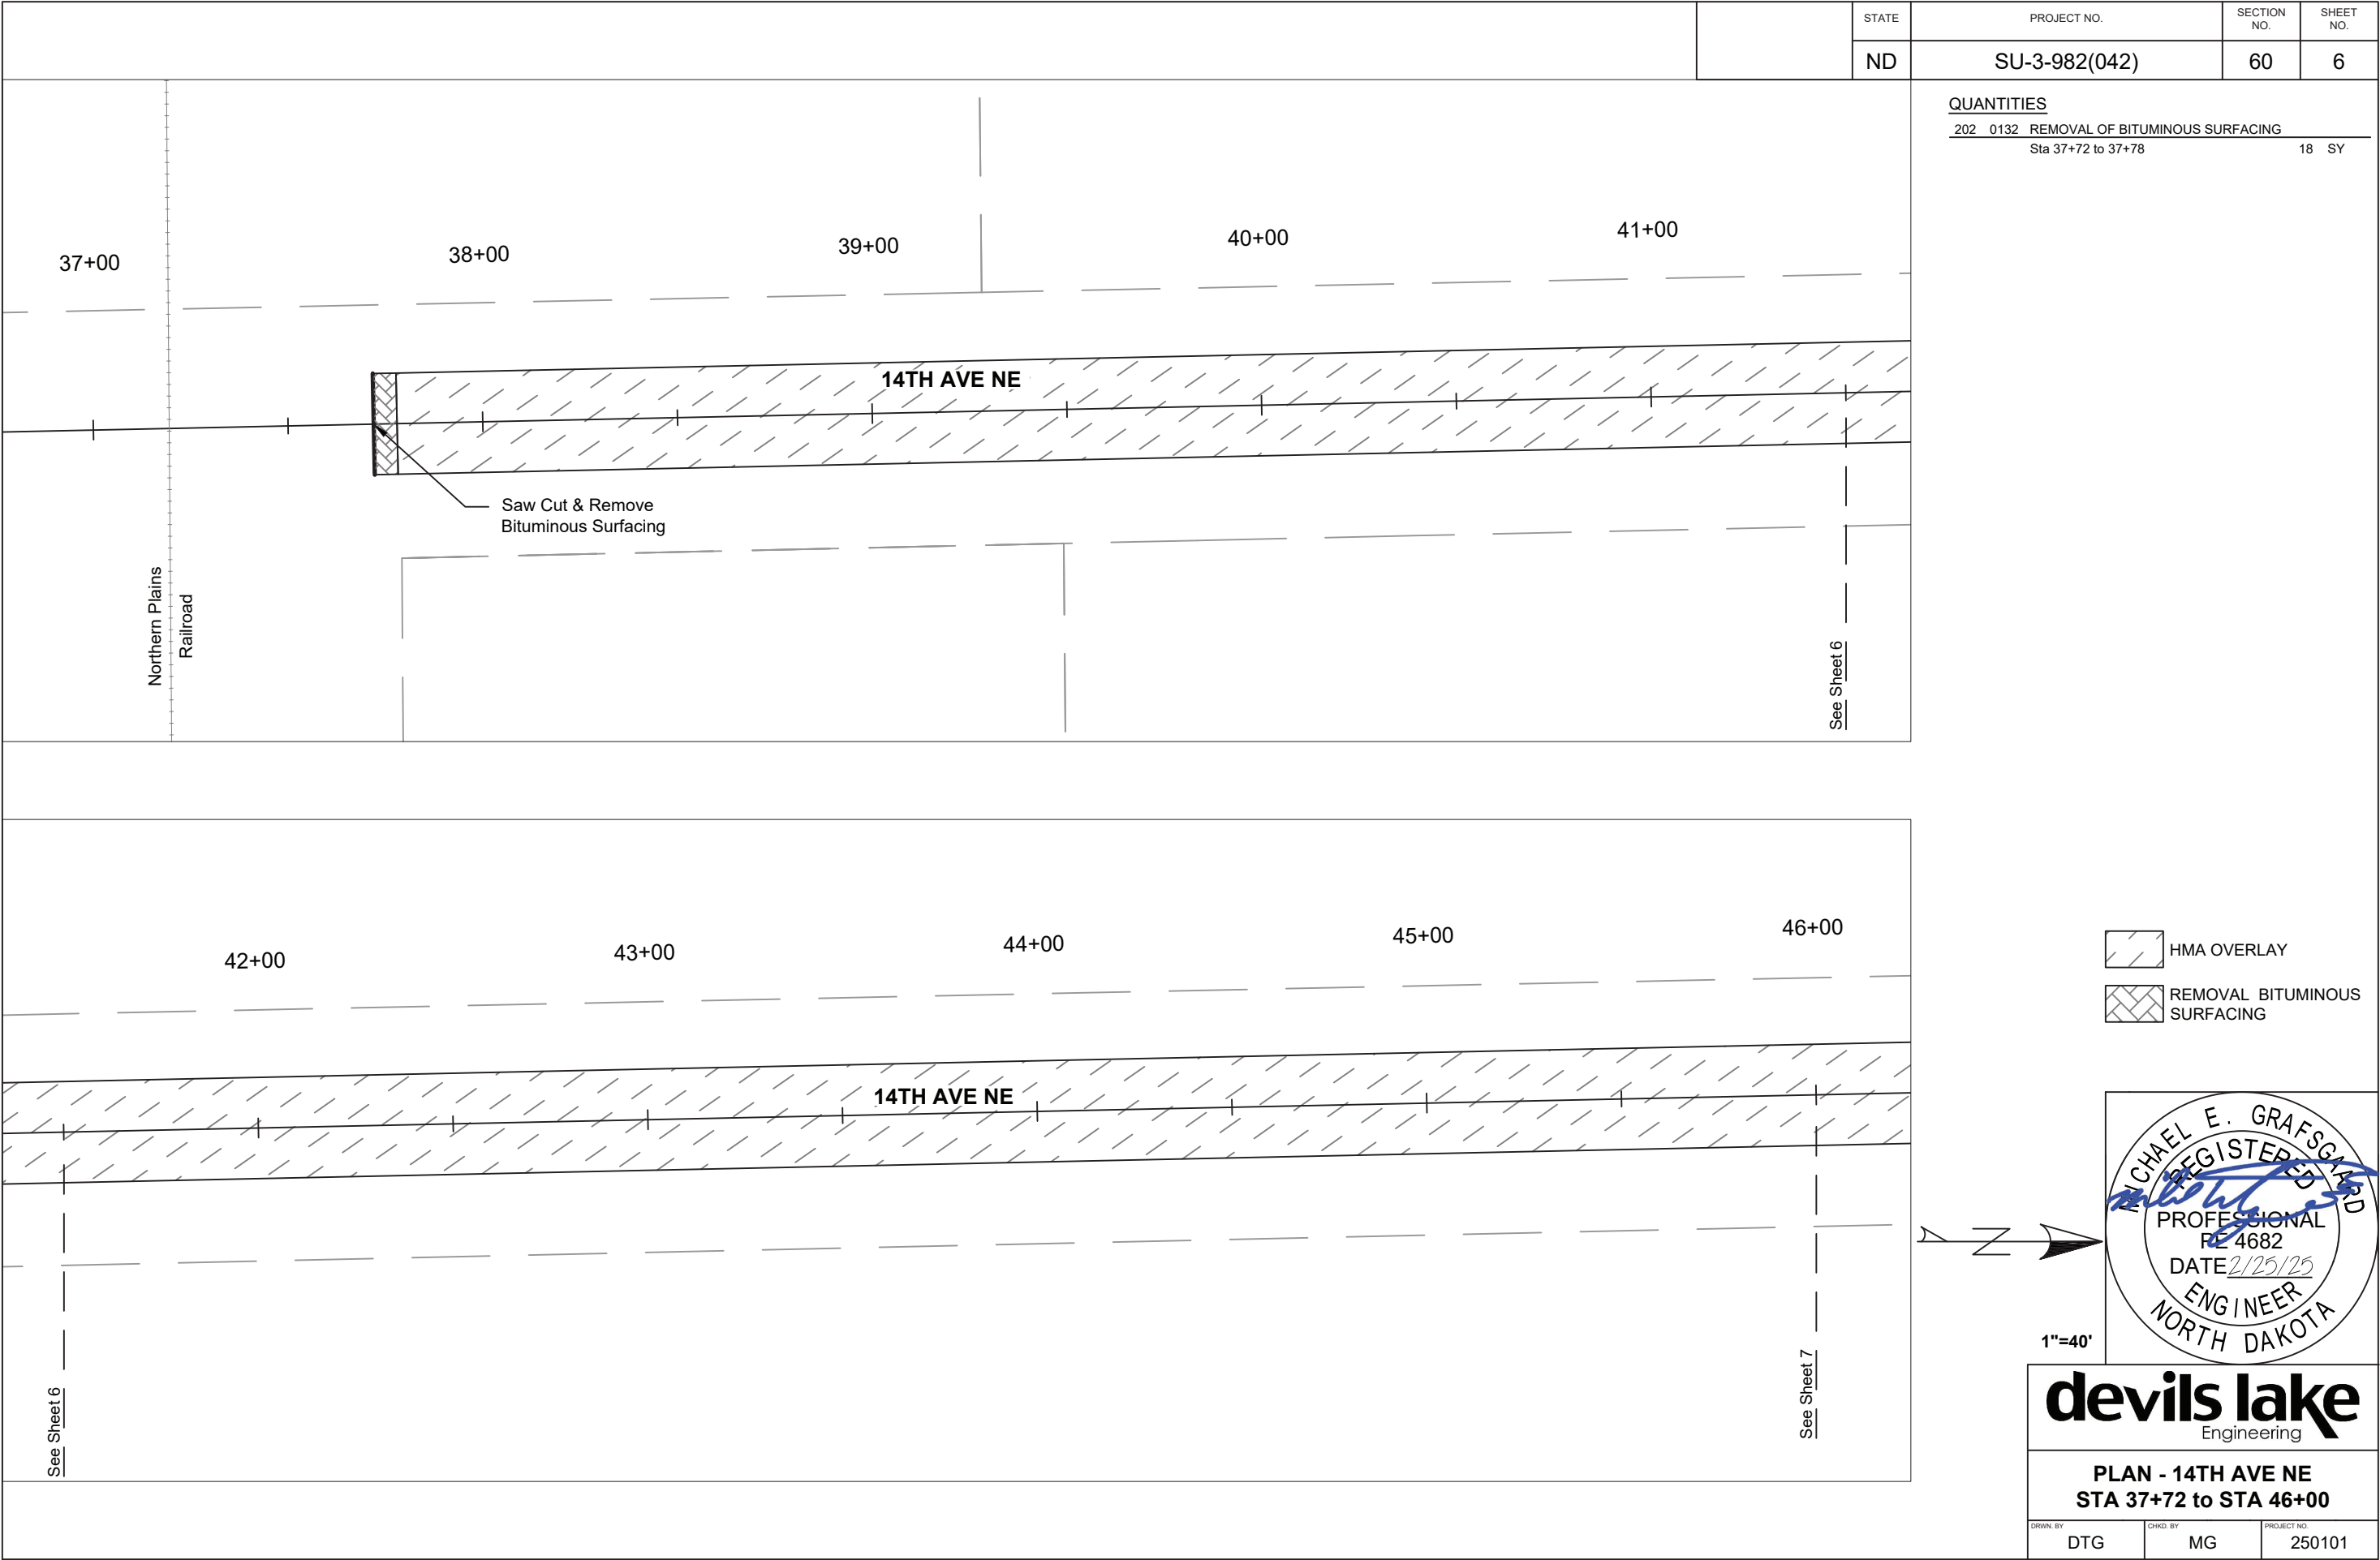 STATE
PROJECT NO.
SECTION NO.
SHEET NO.
ND
SU-3-982(042)
60
6
QUANTITIES
202 0132 REMOVAL OF BITUMINOUS SURFACING
Sta 37+72 to 37+78 18 SY
37+00
38+00
39+00
40+00
41+00
14TH AVE NE
Saw Cut & Remove
Bituminous Surfacing
Northern Plains
Railroad
See Sheet 6
42+00
43+00
44+00
45+00
46+00
14TH AVE NE
See Sheet 6
See Sheet 7
HMA OVERLAY
REMOVAL BITUMINOUS
SURFACING
N
MICHAEL E. GRAFSGAARD
REGISTERED
PROFESSIONAL
PE 4682
DATE 2/25/25
ENGINEER
NORTH DAKOTA
1"=40'
devils lake
Engineering
PLAN - 14TH AVE NE
STA 37+72 to STA 46+00
DRWN. BY
DTG
CHKD. BY
MG
PROJECT NO.
250101